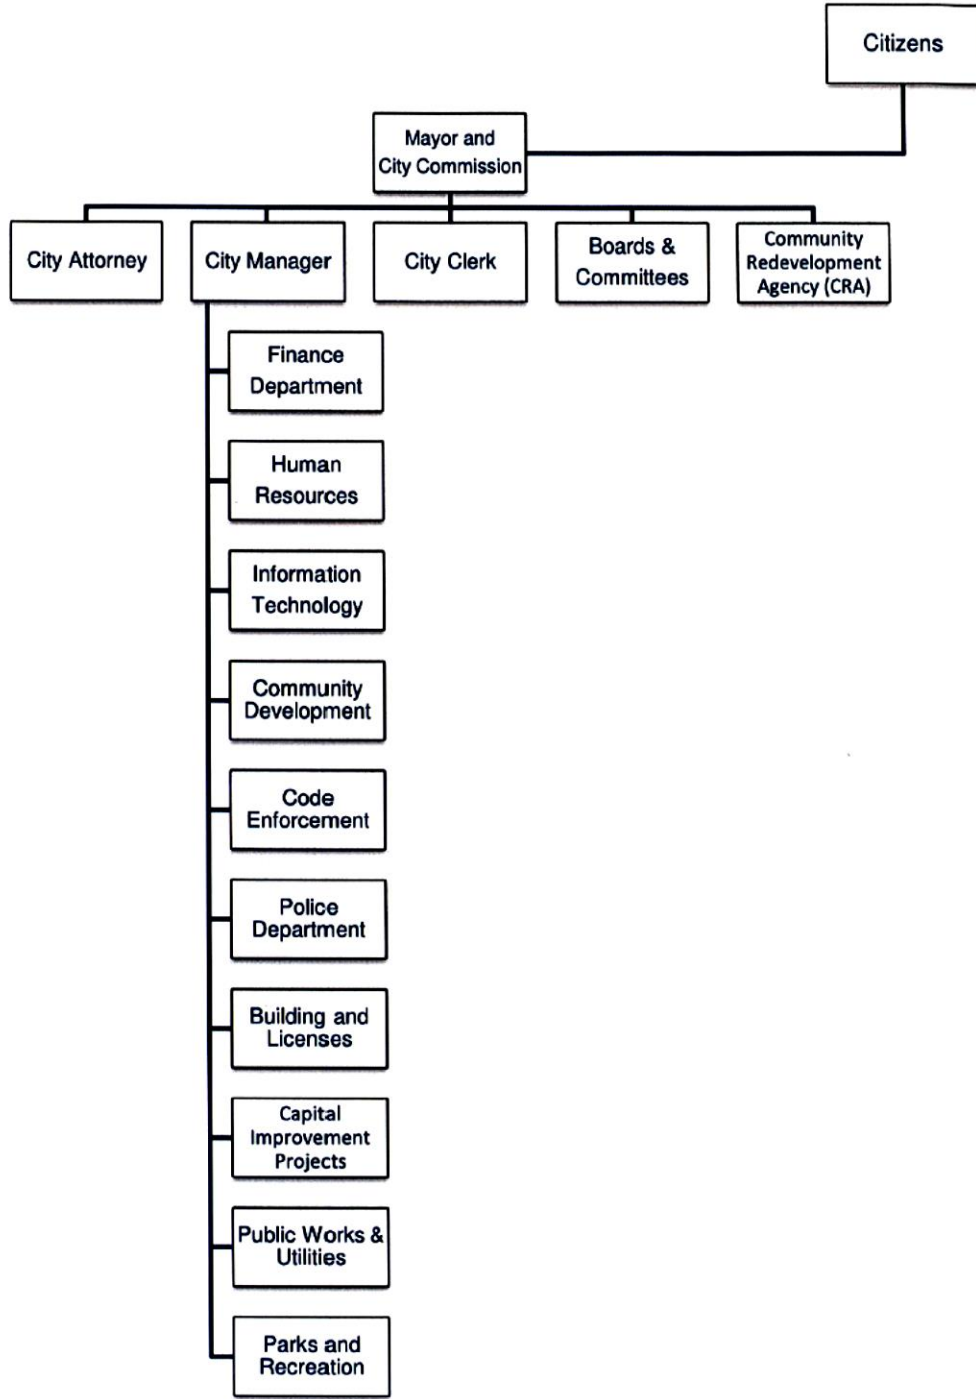 Citizens
Mayor and
City Commission
City Attorney
City Manager
City Clerk
Boards &
Committees
Community
Redevelopment
Agency (CRA)
Finance
Department
Human
Resources
Information
Technology
Community
Development
Code
Enforcement
Police
Department
Building and
Licenses
Capital
Improvement
Projects
Public Works &
Utilities
Parks and
Recreation